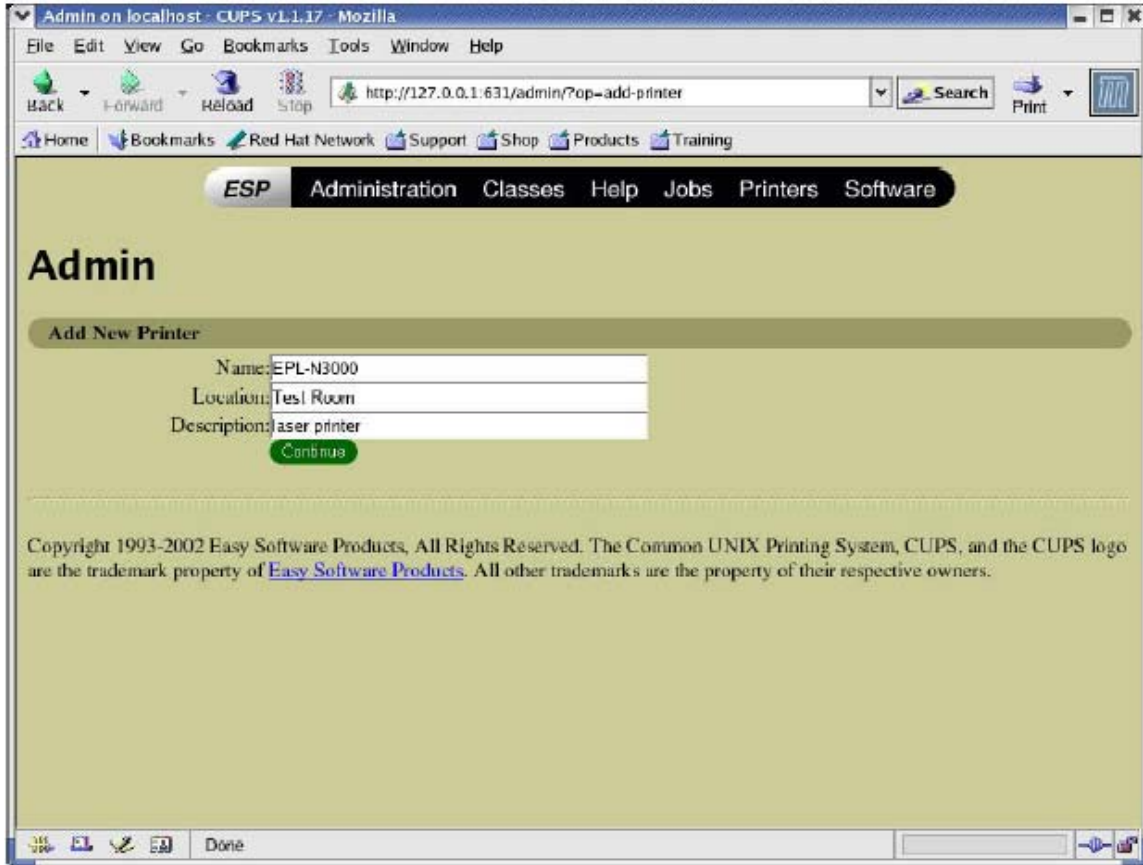 Admin on localhost - CUPS v1.1.17 - Mozilla
File Edit View Go Bookmarks Tools Window Help
Back Forward Reload Stop http://127.0.0.1:631/admin/?op=add-printer Search Print
Home Bookmarks Red Hat Network Support Shop Products Training
ESP Administration Classes Help Jobs Printers Software
Admin
Add New Printer
Name: EPL-N3000
Location: Test Room
Description: laser printer
Continue
Copyright 1993-2002 Easy Software Products, All Rights Reserved. The Common UNIX Printing System, CUPS, and the CUPS logo
are the trademark property of Easy Software Products. All other trademarks are the property of their respective owners.
Done